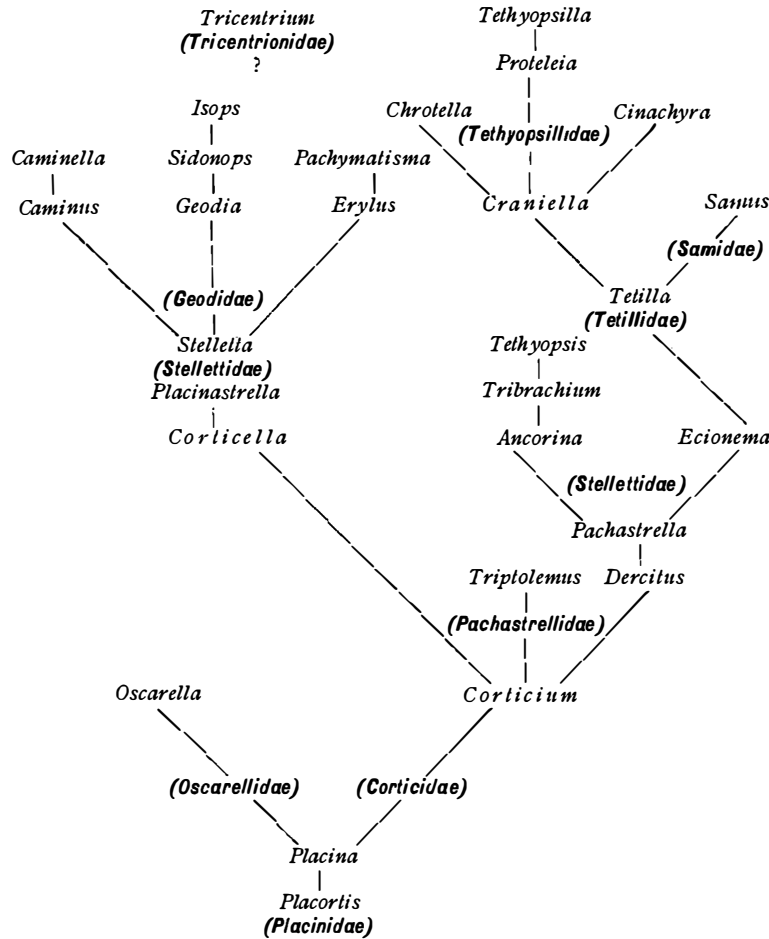 Tricentrium
(Tricentrionidae)
?
Tethyopsilla
Proteleia
Isops
Chrotella
(Tethyopsillidae)
Cinachyra
Caminella
Sidonops
Pachymatisma
Caminus
Geodia
Erylus
Craniella
Samus
(Samidae)
(Geodidae)
Tetilla
(Tetillidae)
Stelletta
(Stellettidae)
Placinastrella
Corticella
Tethyopsis
Tribrachium
Ancorina
Ecionema
(Stellettidae)
Pachastrella
Triptolemus
Dercitus
(Pachastrellidae)
Oscarella
Corticium
(Oscarellidae)
(Corticidae)
Placina
Placortis
(Placinidae)